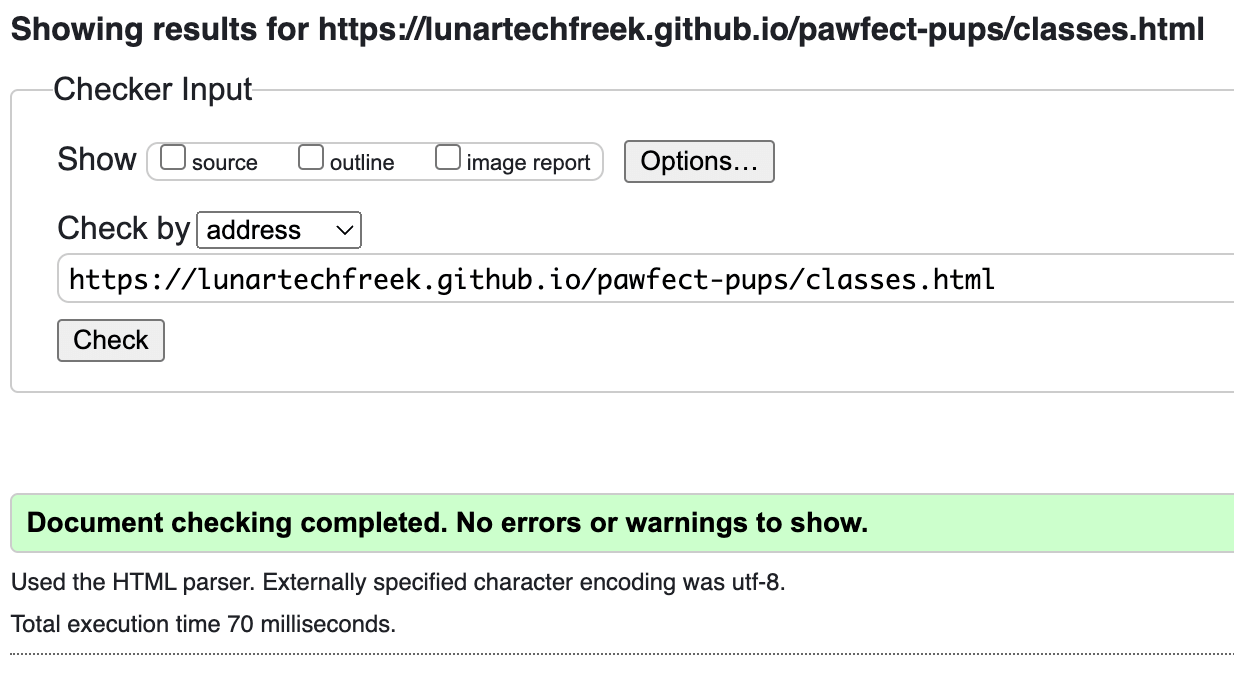 Showing results for https://lunartechfreek.github.io/pawfect-pups/classes.html
Checker Input
Show source outline image report Options...
Check by address
https://lunartechfreek.github.io/pawfect-pups/classes.html
Check
Document checking completed. No errors or warnings to show.
Used the HTML parser. Externally specified character encoding was utf-8.
Total execution time 70 milliseconds.